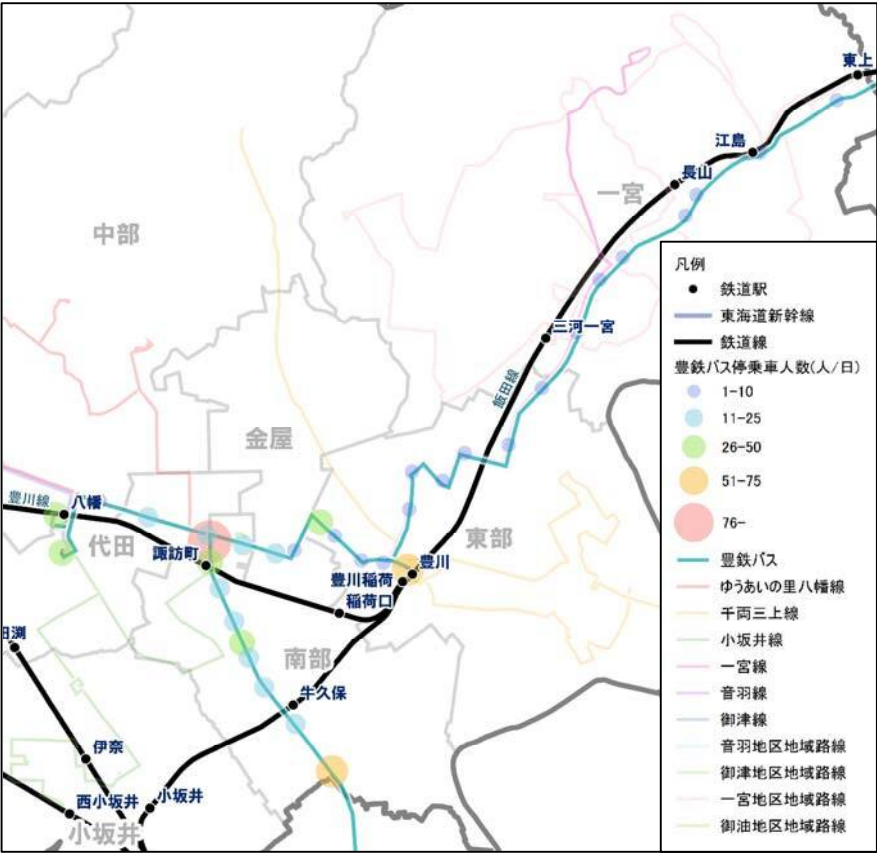 東上
江島
長山
一宮
中部
三河一宮
飯田線
金屋
豊川線
八幡
代田
諏訪町
東部
豊川
豊川稲荷
稲荷口
南部
牛久保
伊奈
西小坂井
小坂井
小坂井
凡例
鉄道駅
東海道新幹線
鉄道線
豊鉄バス停乗車人数(人/日)
1-10
11-25
26-50
51-75
76-
豊鉄バス
ゆうあいの里八幡線
千両三上線
小坂井線
一宮線
音羽線
御津線
音羽地区地域路線
御津地区地域路線
一宮地区地域路線
御油地区地域路線